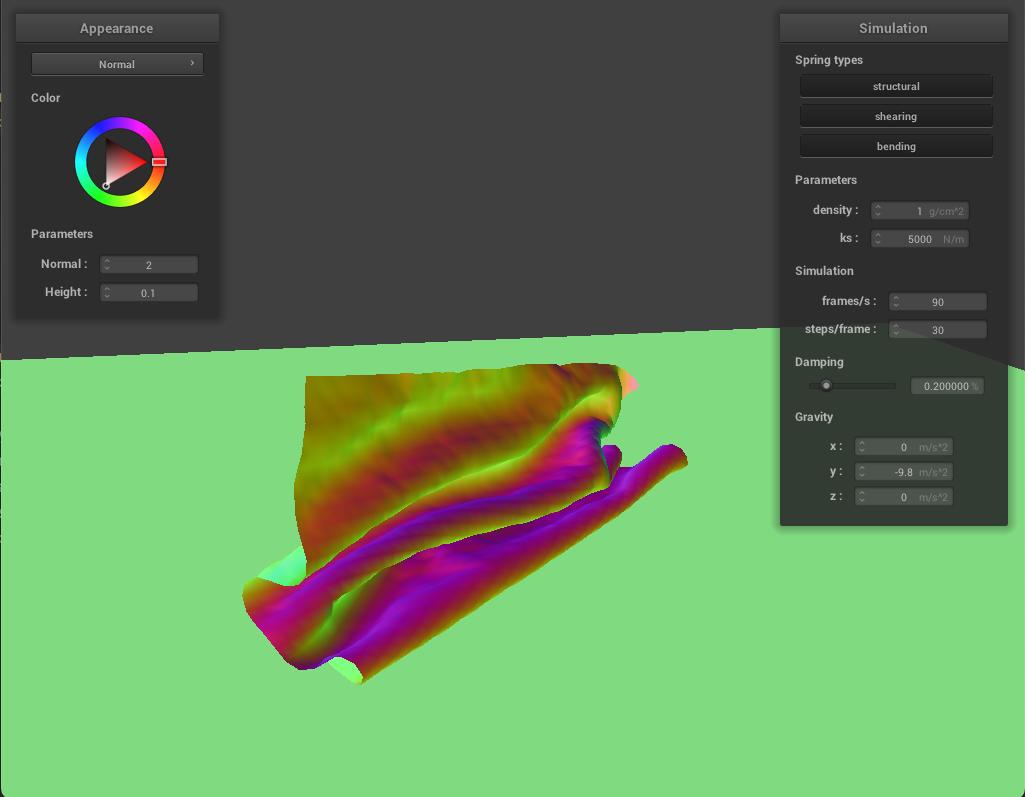 Appearance
Normal
Color
Parameters
Normal : 2
Height : 0.1
Simulation
Spring types
structural
shearing
bending
Parameters
density : 1 g/cm^2
ks : 5000 N/m
Simulation
frames/s : 90
steps/frame : 30
Damping
0.200000 %
Gravity
x : 0 m/s^2
y : -9.8 m/s^2
z : 0 m/s^2